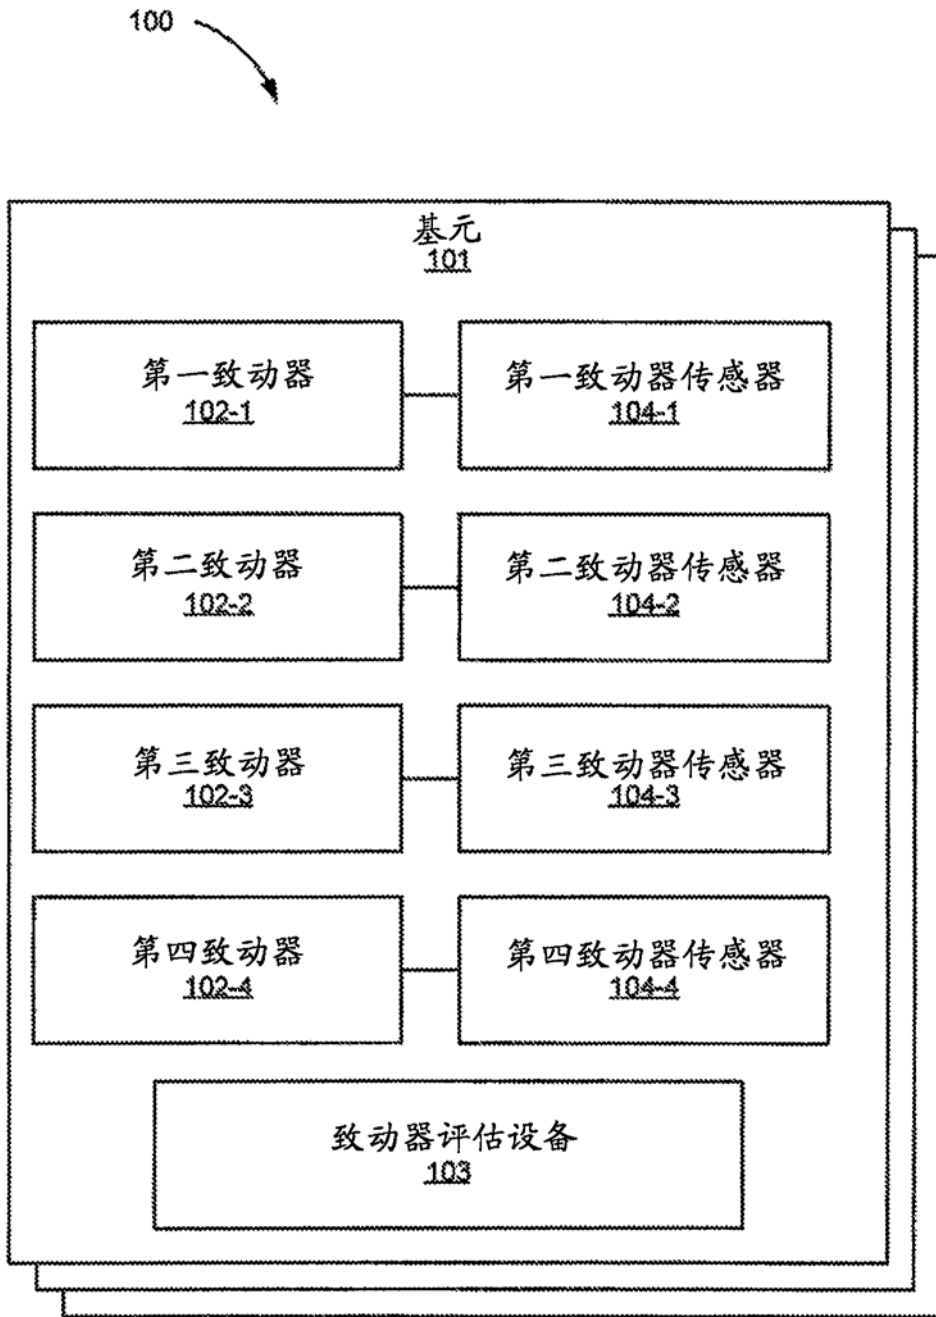 100
基元
101
第一致动器
102-1
第一致动器传感器
104-1
第二致动器
102-2
第二致动器传感器
104-2
第三致动器
102-3
第三致动器传感器
104-3
第四致动器
102-4
第四致动器传感器
104-4
致动器评估设备
103